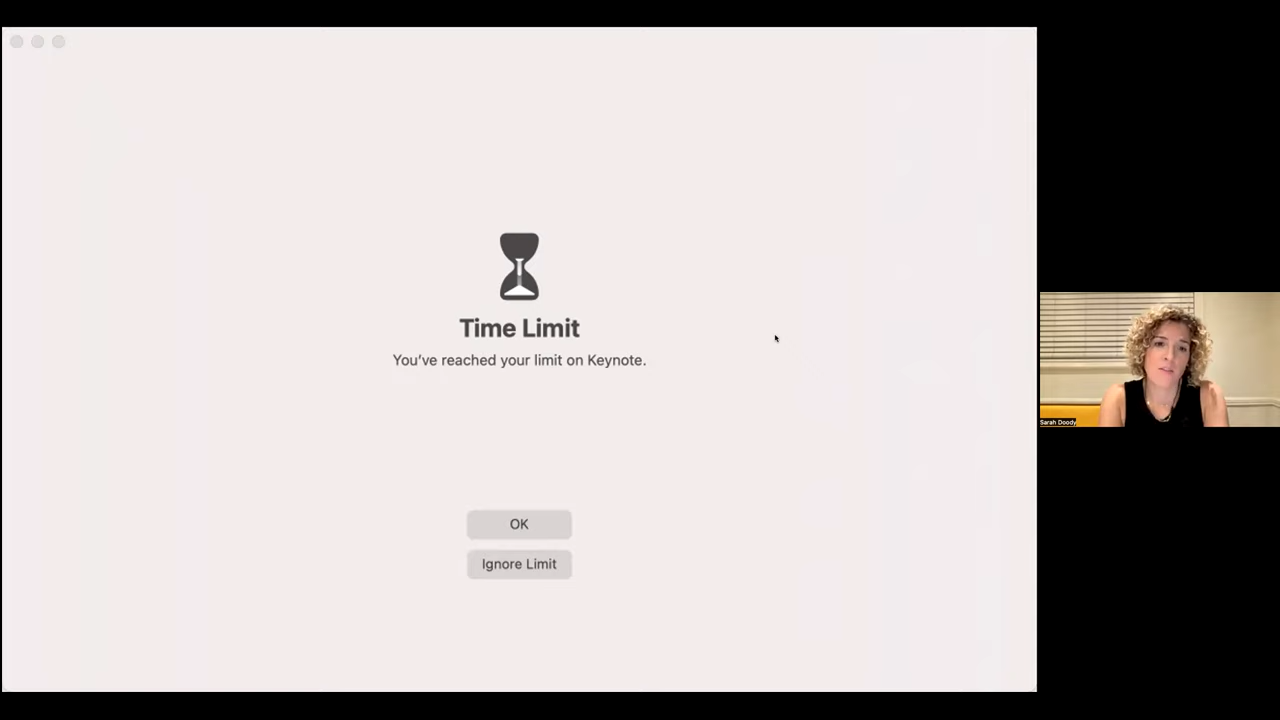 Time Limit
You've reached your limit on Keynote.
OK
Ignore Limit
Sarah Doody